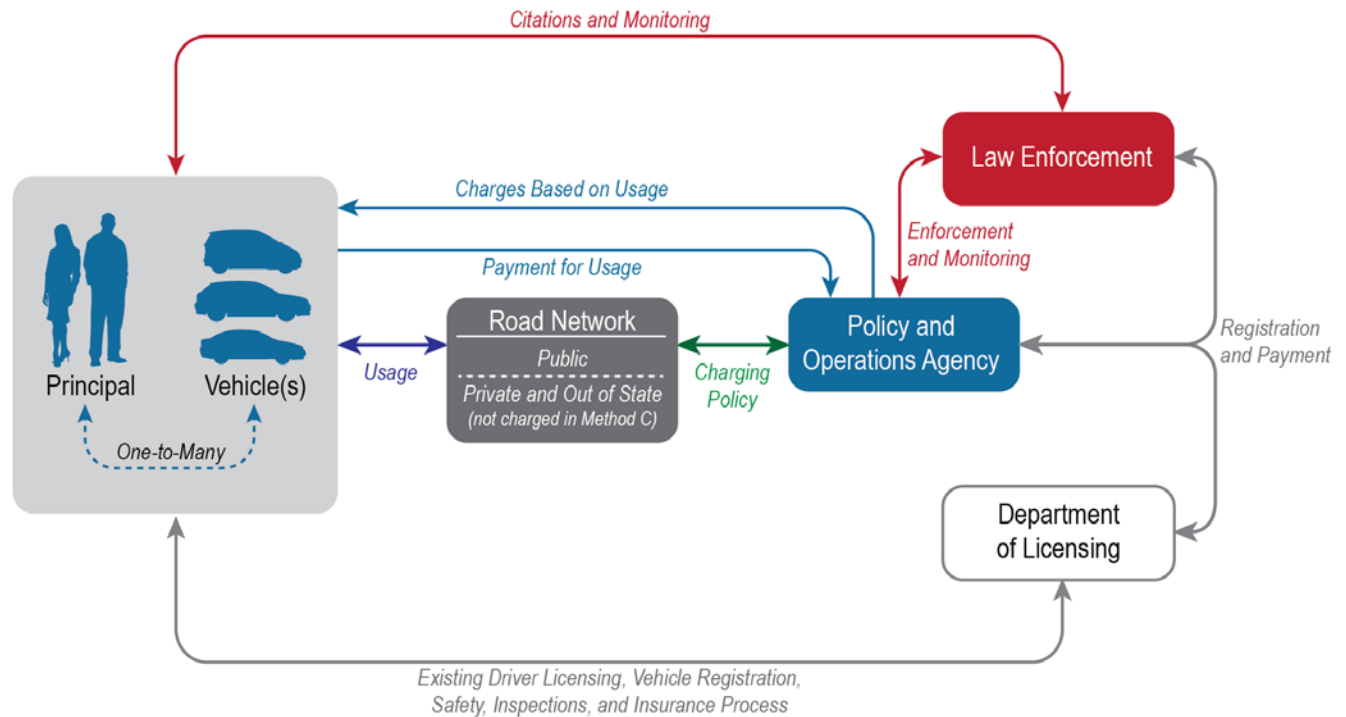 Citations and Monitoring
Law Enforcement
Charges Based on Usage
Enforcement
and Monitoring
Payment for Usage
Road Network
Public
Private and Out of State
(not charged in Method C)
Policy and
Operations Agency
Registration
and Payment
Usage
Charging
Policy
Principal
Vehicle(s)
One-to-Many
Department
of Licensing
Existing Driver Licensing, Vehicle Registration,
Safety, Inspections, and Insurance Process